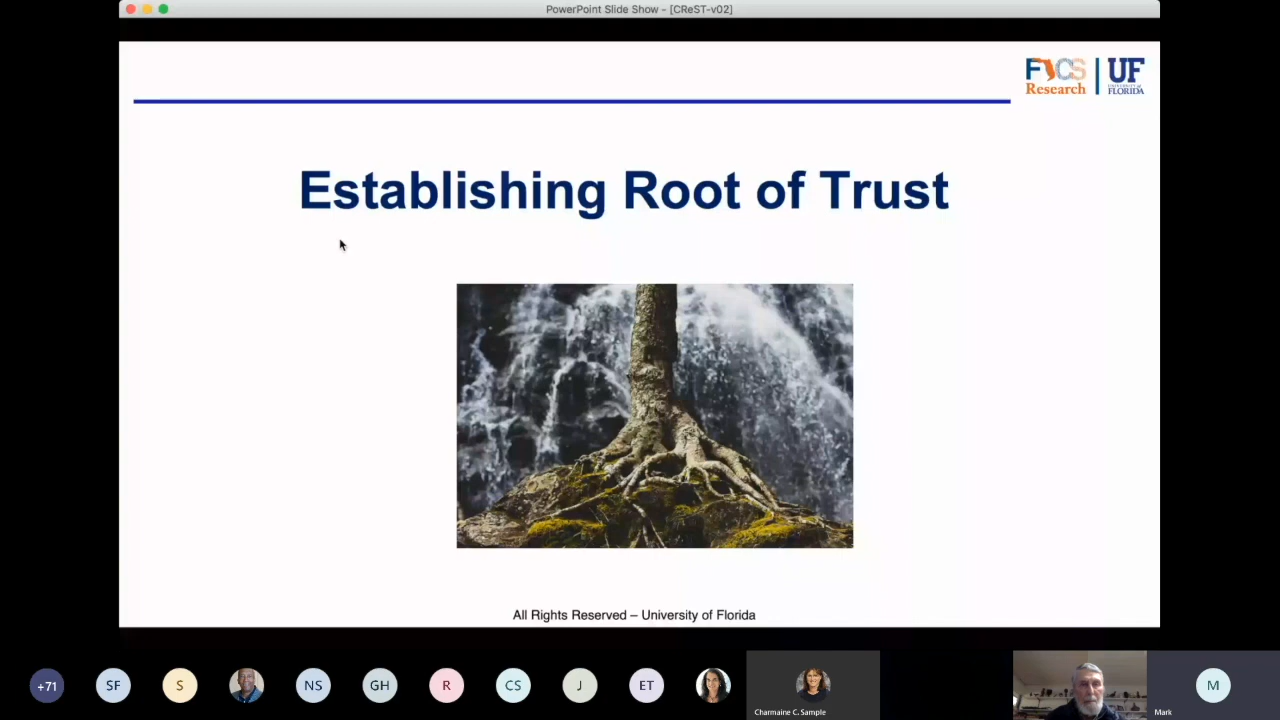 PowerPoint Slide Show - [CReST-v02]
FICS
Research
UF
UNIVERSITY of
FLORIDA
Establishing Root of Trust
All Rights Reserved – University of Florida
+71
SF
S
NS
GH
R
CS
J
ET
Charmaine C. Sample
Mark
M